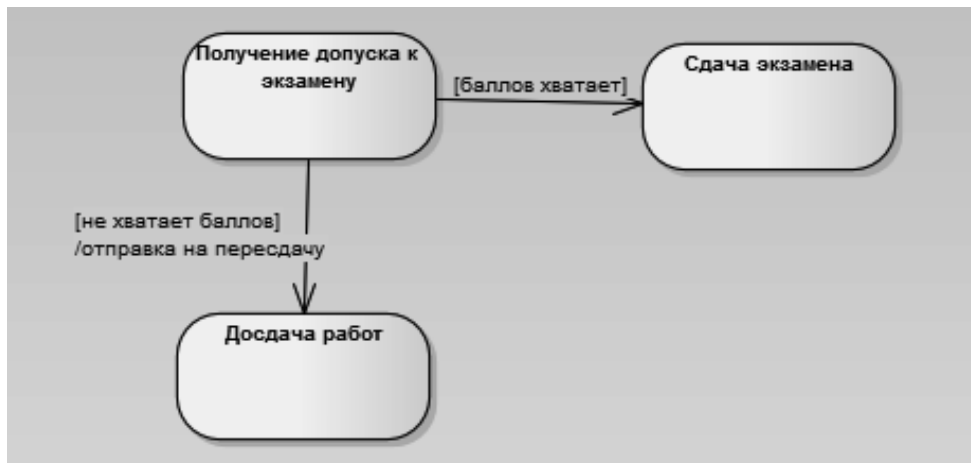 Получение допуска к
экзамену
[баллов хватает]
Сдача экзамена
[не хватает баллов]
/отправка на пересдачу
Досдача работ